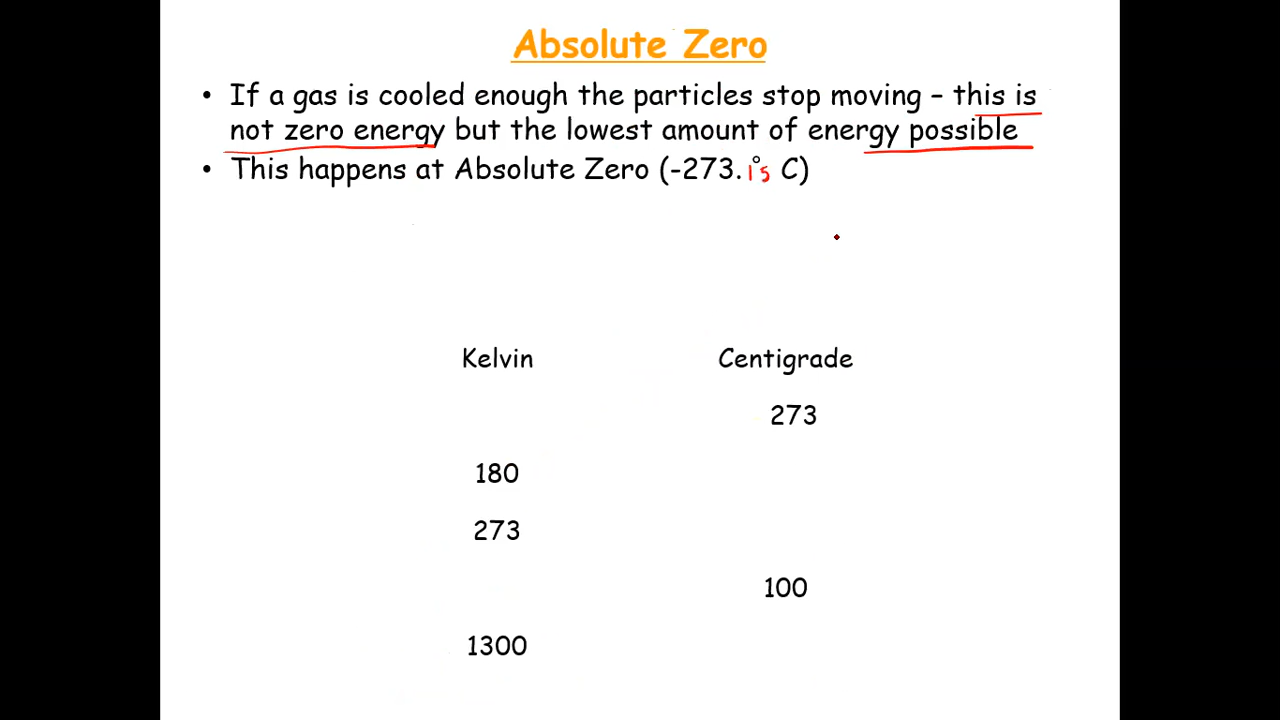 Absolute Zero
• If a gas is cooled enough the particles stop moving – this is
not zero energy but the lowest amount of energy possible
• This happens at Absolute Zero (-273.15° C)
Kelvin Centigrade
273
180
273
100
1300